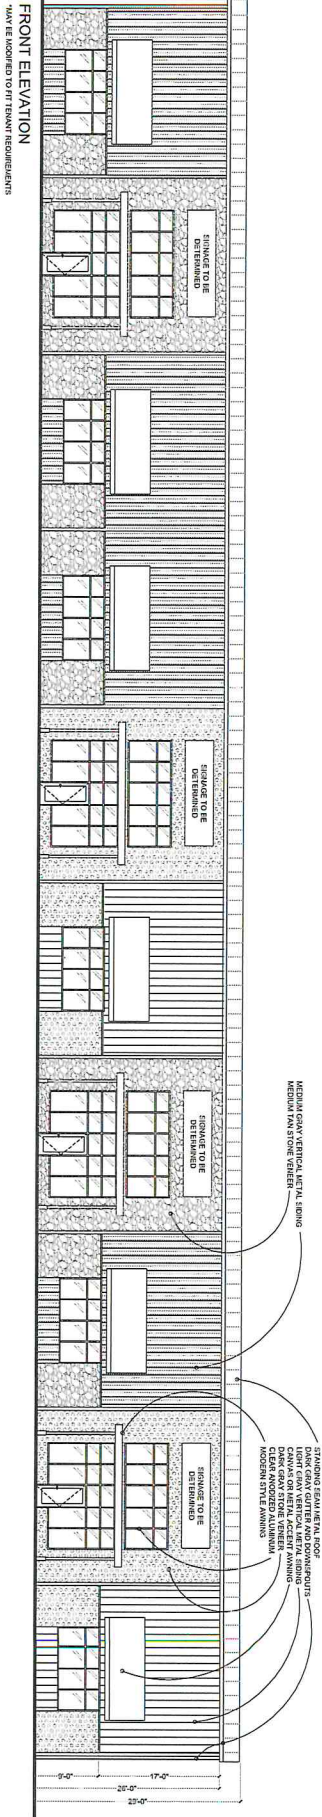 FRONT ELEVATION
*MAY BE MODIFIED TO FIT TENANT REQUIREMENTS
SIGNAGE TO BE
DETERMINED
SIGNAGE TO BE
DETERMINED
SIGNAGE TO BE
DETERMINED
SIGNAGE TO BE
DETERMINED
MEDIUM GRAY VERTICAL METAL SIDING
MEDIUM TAN STONE VENEER
STANDING SEAM METAL ROOF
DARK GRAY GUTTER AND DOWNSPOUTS
LIGHT GRAY VERTICAL METAL SIDING
CANVAS OR METAL ACCENT AWNING
DARK GRAY STONE VENEER
CLEAR ANODIZED ALUMINUM
MODERN STYLE AWNING
9'-0"
17'-0"
26'-0"
29'-0"